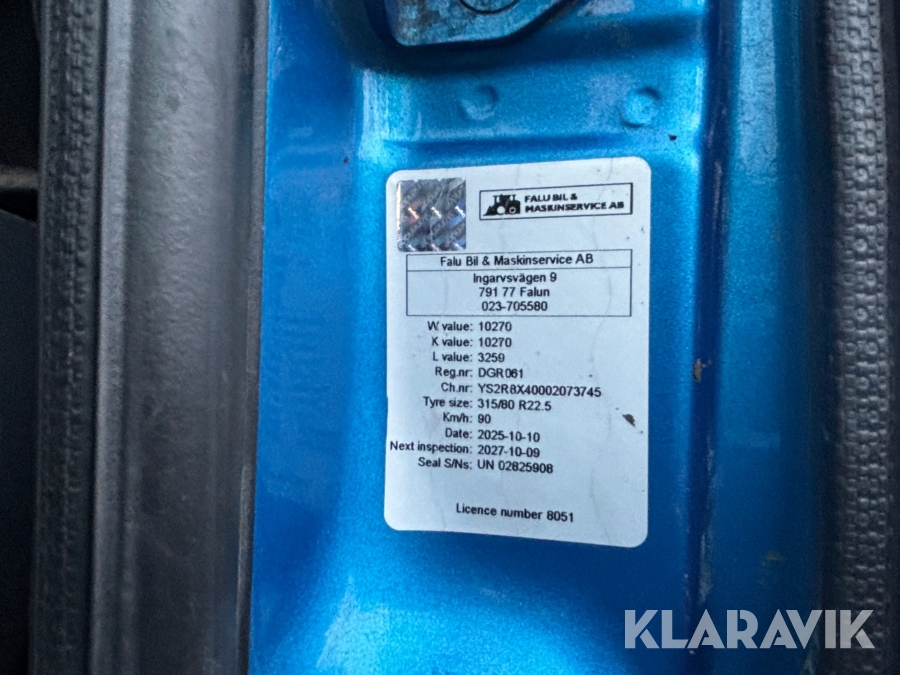 FALU BIL &
MASKINSERVICE AB
Falu Bil & Maskinservice AB
Ingarvsvägen 9
791 77 Falun
023-705580
W value: 10270
K value: 10270
L value: 3259
Reg.nr: DGR061
Ch.nr: YS2R8X40002073745
Tyre size: 315/80 R22.5
Km/h: 90
Date: 2025-10-10
Next inspection: 2027-10-09
Seal S/Ns: UN 02825908
Licence number 8051
KLARAVIK